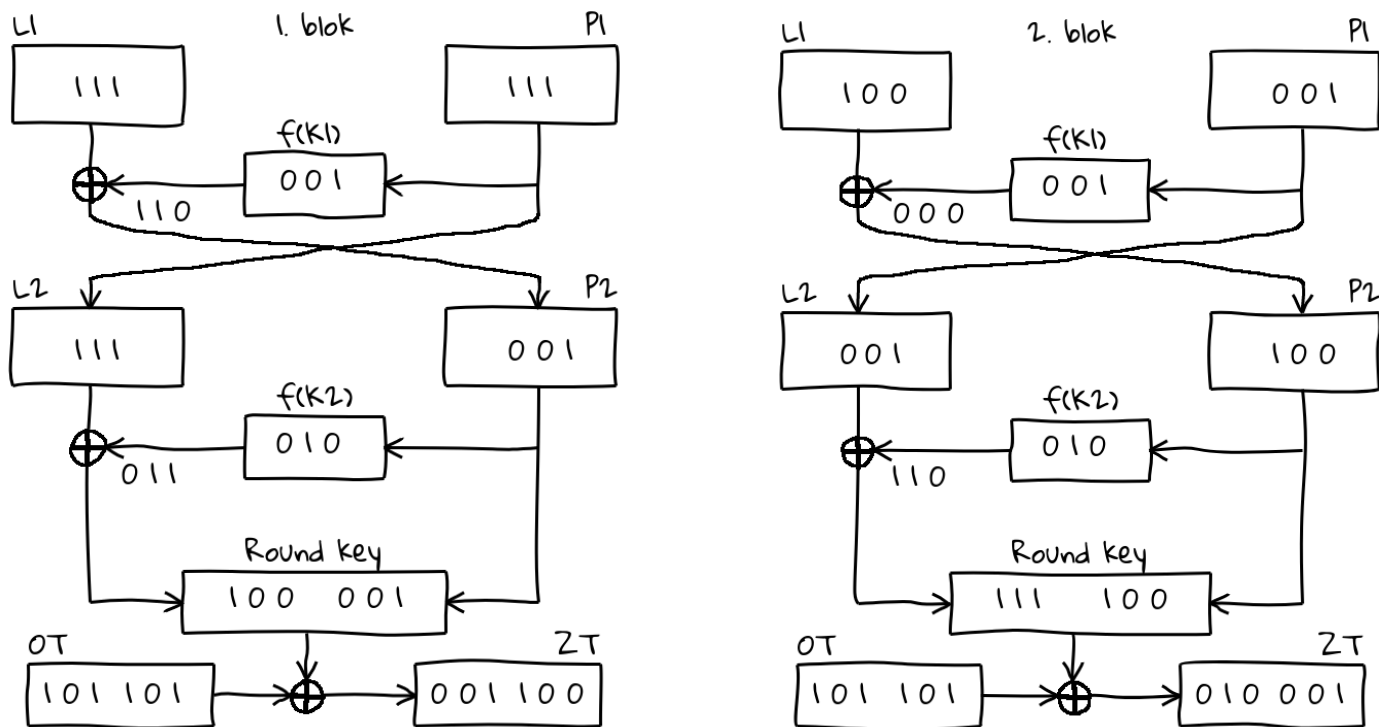 1. blok
L1
P1
111
111
f(K1)
001
110
L2
P2
111
001
f(K2)
010
011
Round key
100 001
OT
ZT
101 101
001 100
2. blok
L1
P1
100
001
f(K1)
001
000
L2
P2
001
100
f(K2)
010
110
Round key
111 100
OT
ZT
101 101
010 001